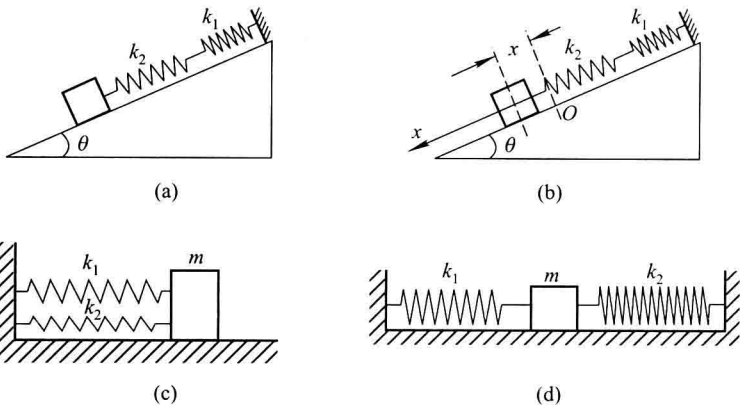 k₁
k₂
θ
(a)
k₁
k₂
x
x
O
θ
(b)
k₁
k₂
m
(c)
k₁
m
k₂
(d)